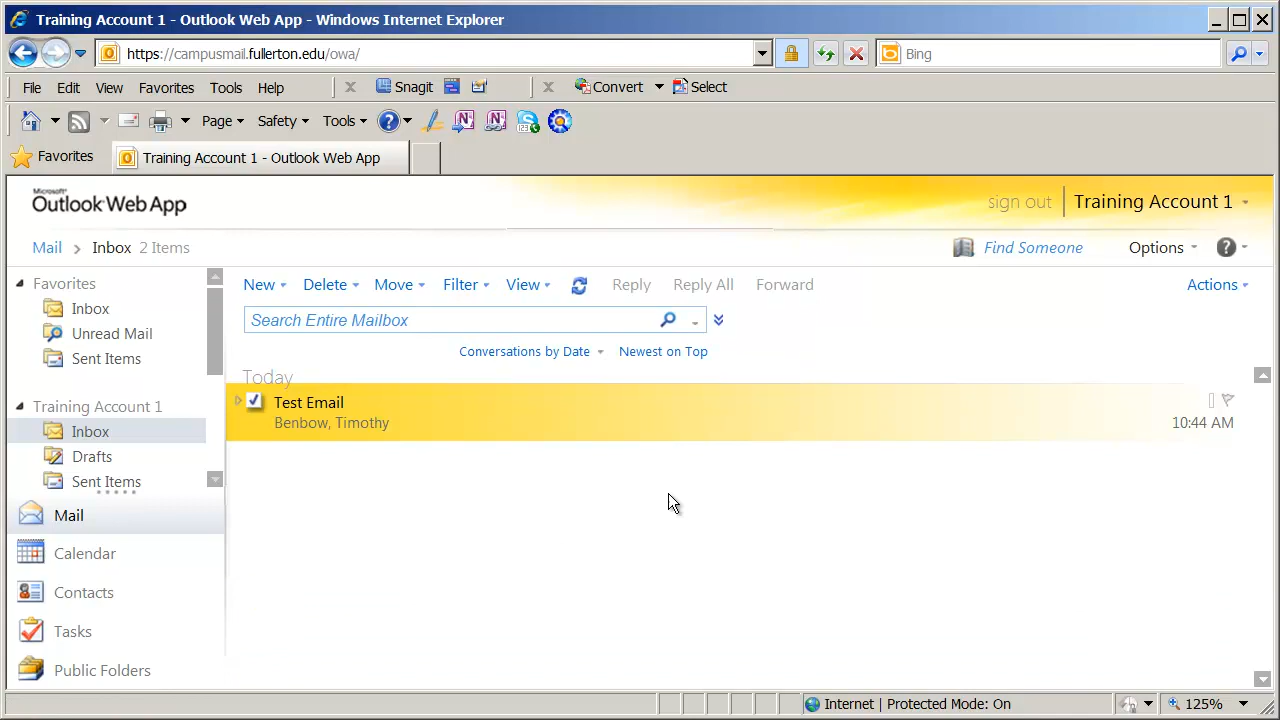 Training Account 1 - Outlook Web App - Windows Internet Explorer
https://campusmail.fullerton.edu/owa/
Bing
File Edit View Favorites Tools Help x Snagit x Convert Select
Page Safety Tools
Favorites Training Account 1 - Outlook Web App
Microsoft®
Outlook Web App
sign out Training Account 1
Mail > Inbox 2 Items Find Someone Options
Favorites
Inbox
Unread Mail
Sent Items
Training Account 1
Inbox
Drafts
Sent Items
Mail
Calendar
Contacts
Tasks
Public Folders
New Delete Move Filter View Reply Reply All Forward Actions
Search Entire Mailbox
Conversations by Date Newest on Top
Today
Test Email
Benbow, Timothy 10:44 AM
Internet | Protected Mode: On 125%